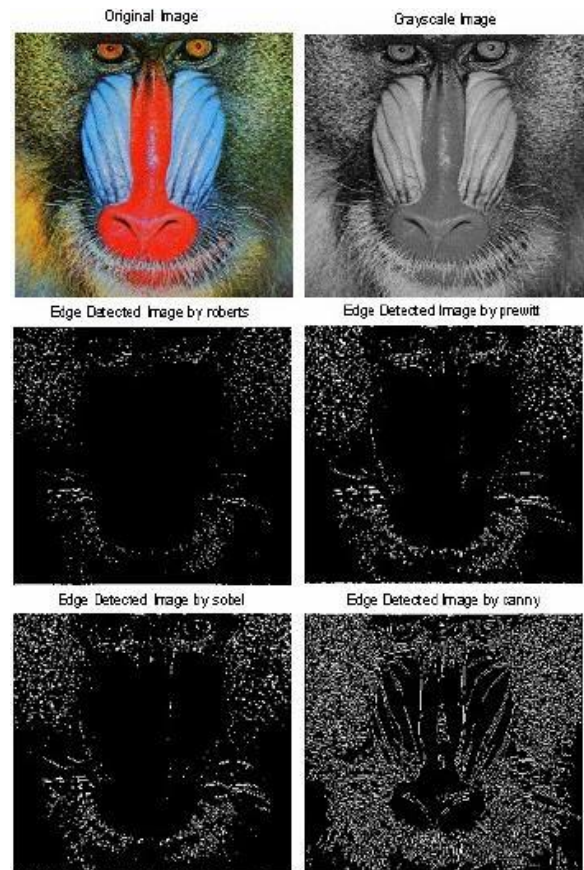 Original Image
Grayscale Image
Edge Detected Image by roberts
Edge Detected Image by prewitt
Edge Detected Image by sobel
Edge Detected Image by canny